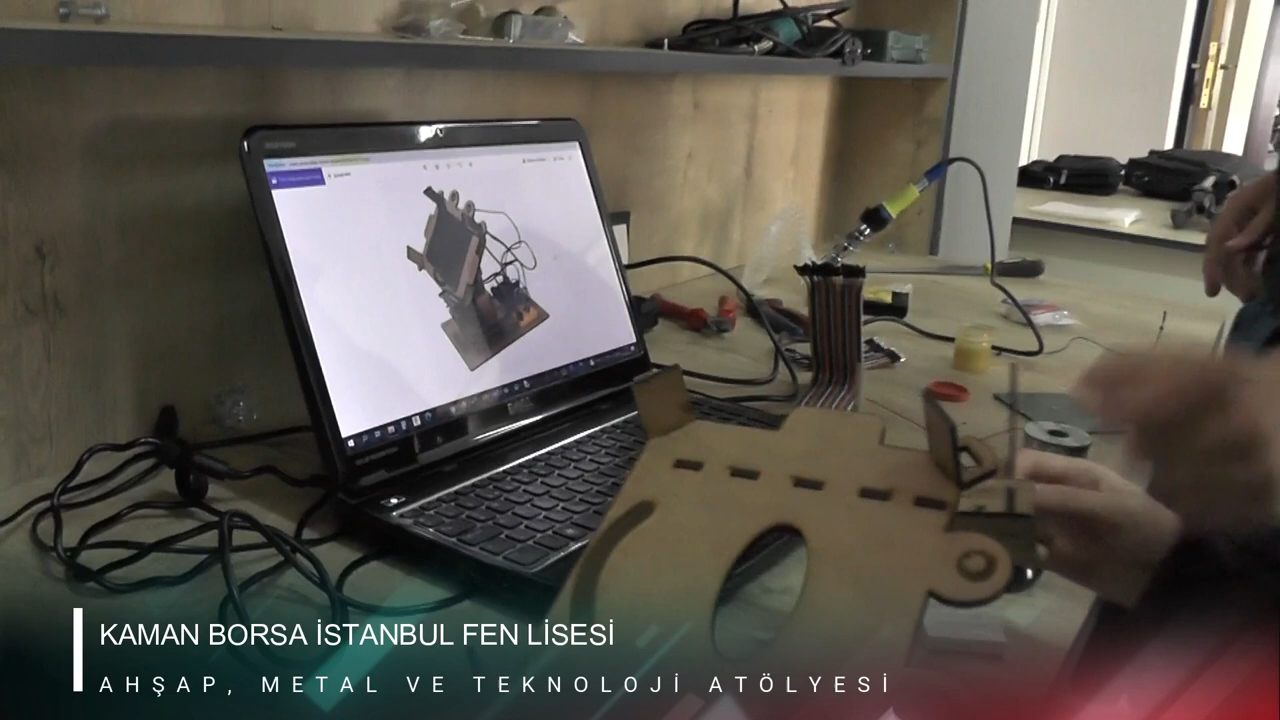 KAMAN BORSA İSTANBUL FEN LİSESİ
AHŞAP, METAL VE TEKNOLOJİ ATÖLYESİ